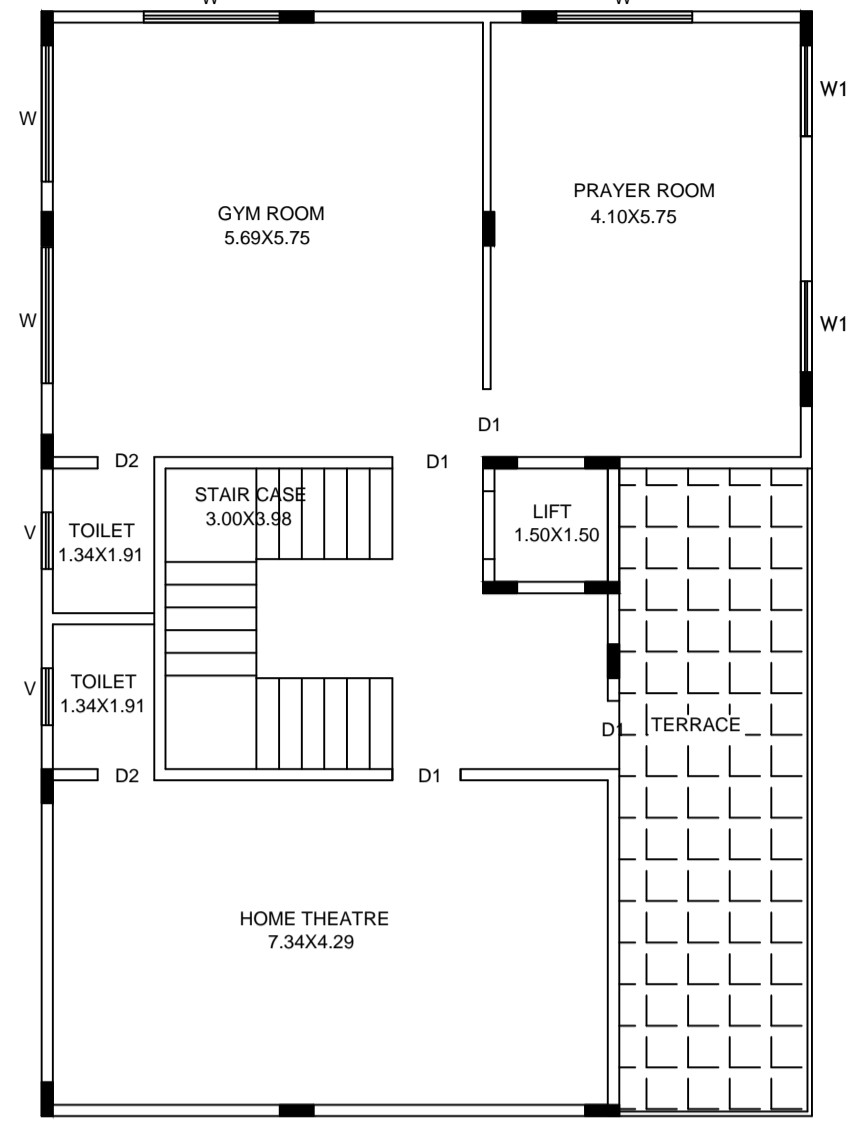 W
W
W1
W
PRAYER ROOM
4.10X5.75
GYM ROOM
5.69X5.75
W
W1
D1
D2
D1
STAIR CASE
3.00X3.98
LIFT
1.50X1.50
V
TOILET
1.34X1.91
TOILET
1.34X1.91
V
D1
TERRACE
D2
D1
HOME THEATRE
7.34X4.29